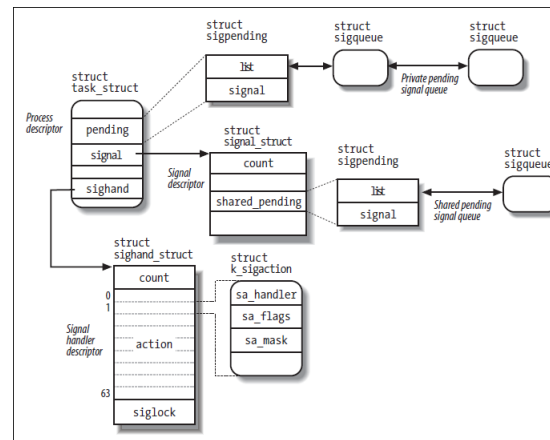 struct
task_struct
Process
descriptor
pending
signal
sighand
struct
sigpending
list
signal
struct
sigqueue
struct
sigqueue
Private pending
signal queue
struct
signal_struct
Signal
descriptor
count
shared_pending
struct
sigpending
list
signal
struct
sigqueue
Shared pending
signal queue
struct
sighand_struct
count
0
1
Signal
handler
descriptor
action
63
siglock
struct
k_sigaction
sa_handler
sa_flags
sa_mask